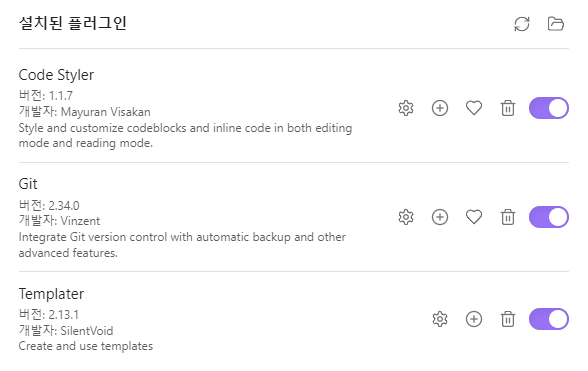 설치된 플러그인
Code Styler
버전: 1.1.7
개발자: Mayuran Visakan
Style and customize codeblocks and inline code in both editing
mode and reading mode.
Git
버전: 2.34.0
개발자: Vinzent
Integrate Git version control with automatic backup and other
advanced features.
Templater
버전: 2.13.1
개발자: SilentVoid
Create and use templates